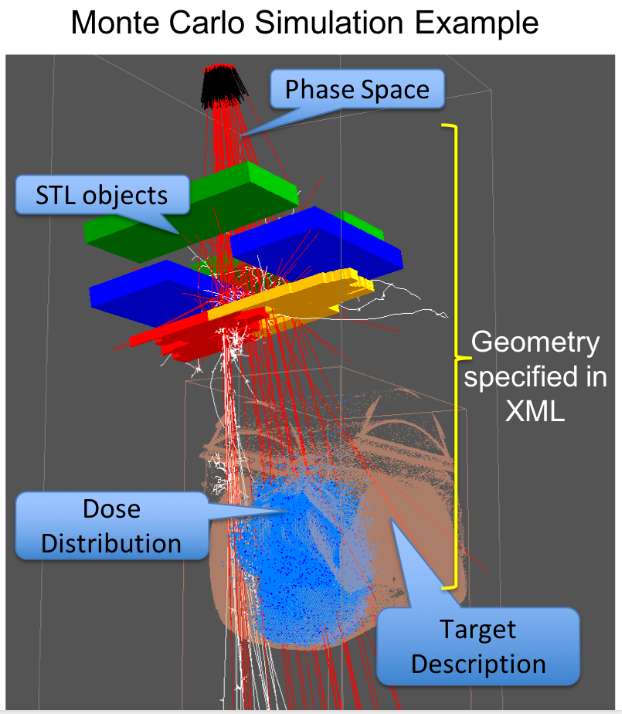 Monte Carlo Simulation Example
Phase Space
STL objects
Geometry
specified in
XML
Dose
Distribution
Target
Description